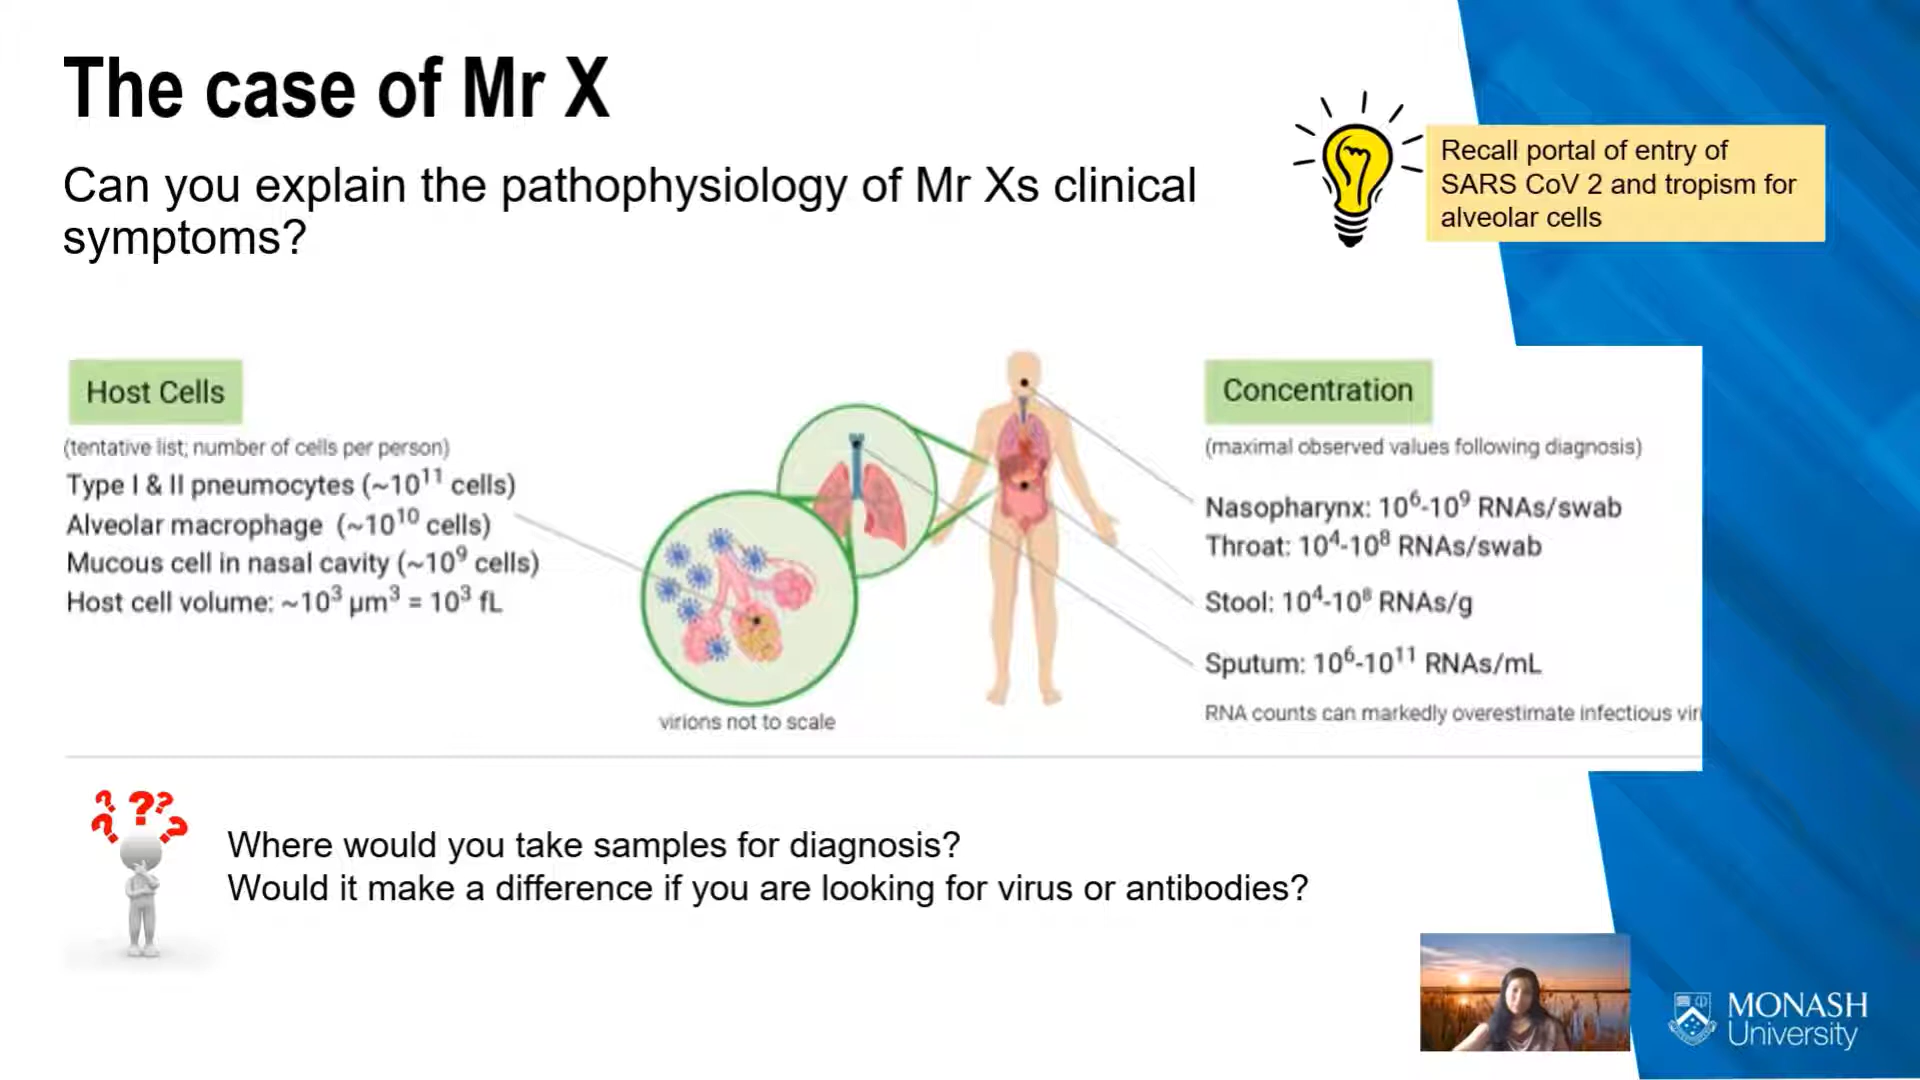 The case of Mr X
Can you explain the pathophysiology of Mr Xs clinical
symptoms?
Recall portal of entry of
SARS CoV 2 and tropism for
alveolar cells
Host Cells
(tentative list; number of cells per person)
Type I & II pneumocytes (~10¹¹ cells)
Alveolar macrophage (~10¹⁰ cells)
Mucous cell in nasal cavity (~10⁹ cells)
Host cell volume: ~10³ μm³ = 10³ fL
virions not to scale
Concentration
(maximal observed values following diagnosis)
Nasopharynx: 10⁶-10⁹ RNAs/swab
Throat: 10⁴-10⁸ RNAs/swab
Stool: 10⁴-10⁸ RNAs/g
Sputum: 10⁶-10¹¹ RNAs/mL
RNA counts can markedly overestimate infectious
? ? ? ? ?
Where would you take samples for diagnosis?
Would it make a difference if you are looking for virus or antibodies?
MONASH
University